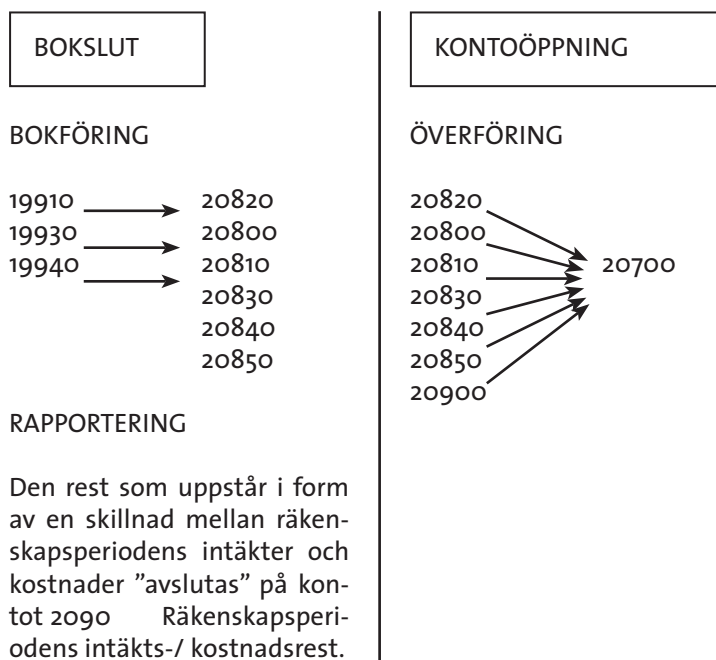 BOKSLUT
BOKFÖRING
19910
19930
19940
20820
20800
20810
20830
20840
20850
RAPPORTERING
Den rest som uppstår i form
av en skillnad mellan räken-
skapsperiodens intäkter och
kostnader ”avslutas” på kon-
tot 2090 Räkenskapsperi-
odens intäkts-/ kostnadsrest.
KONTOÖPPNING
ÖVERFÖRING
20820
20800
20810
20830
20840
20850
20900
20700